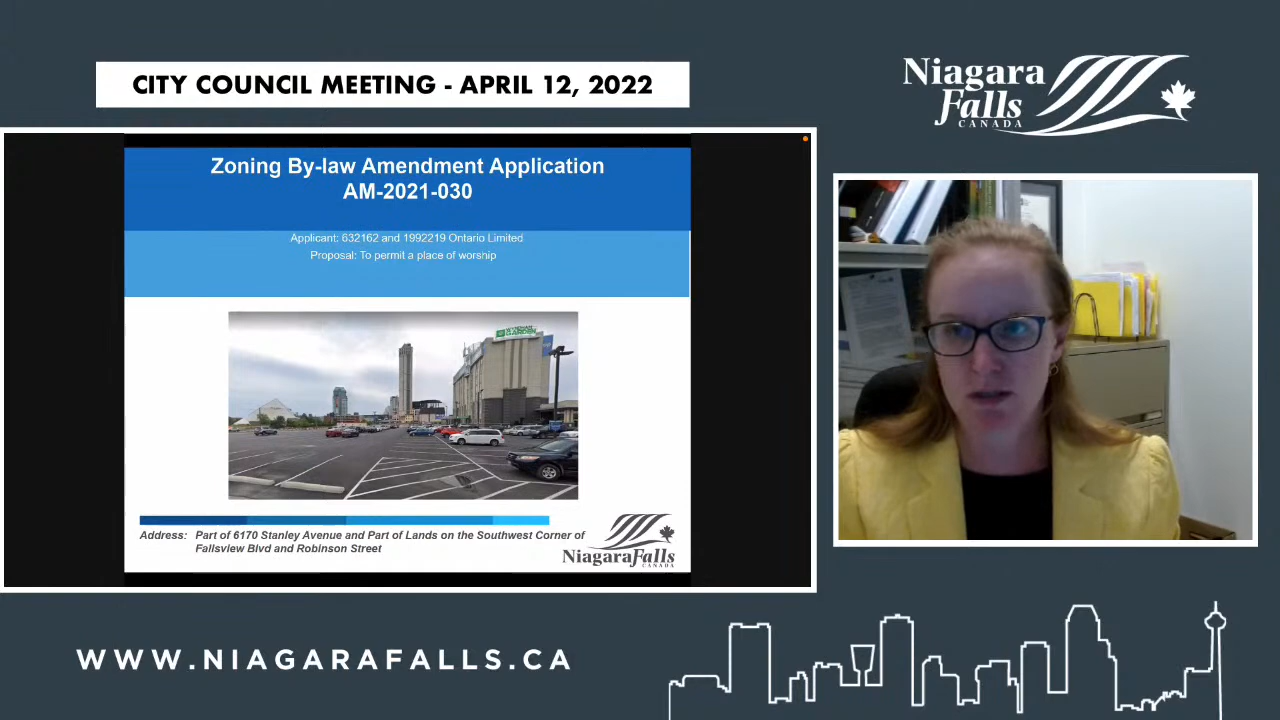 CITY COUNCIL MEETING - APRIL 12, 2022
Niagara
Falls
CANADA
Zoning By-law Amendment Application
AM-2021-030
Applicant: 632162 and 1992219 Ontario Limited
Proposal: To permit a place of worship
WYNDHAM
GARDEN
Address: Part of 6170 Stanley Avenue and Part of Lands on the Southwest Corner of
Fallsview Blvd and Robinson Street
NiagaraFalls
CANADA
WWW.NIAGARAFALLS.CA